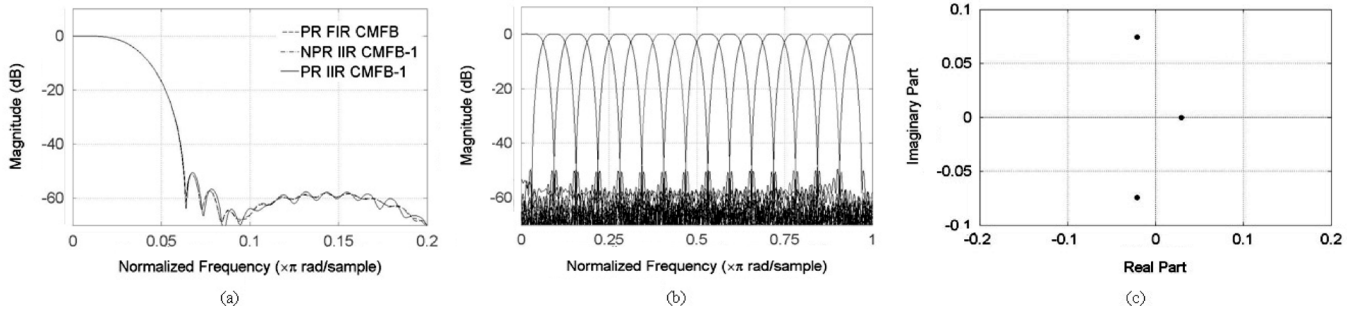 0
-20
-40
-60
Magnitude (dB)
PR FIR CMFB
NPR IIR CMFB-1
PR IIR CMFB-1
0
0.05
0.1
0.15
0.2
Normalized Frequency (×π rad/sample)
(a)
0
-20
-40
-60
Magnitude (dB)
0
0.25
0.5
0.75
1
Normalized Frequency (×π rad/sample)
(b)
0.1
0.05
0
-0.05
-0.1
Imaginary Part
-0.2
-0.1
0
0.1
0.2
Real Part
(c)